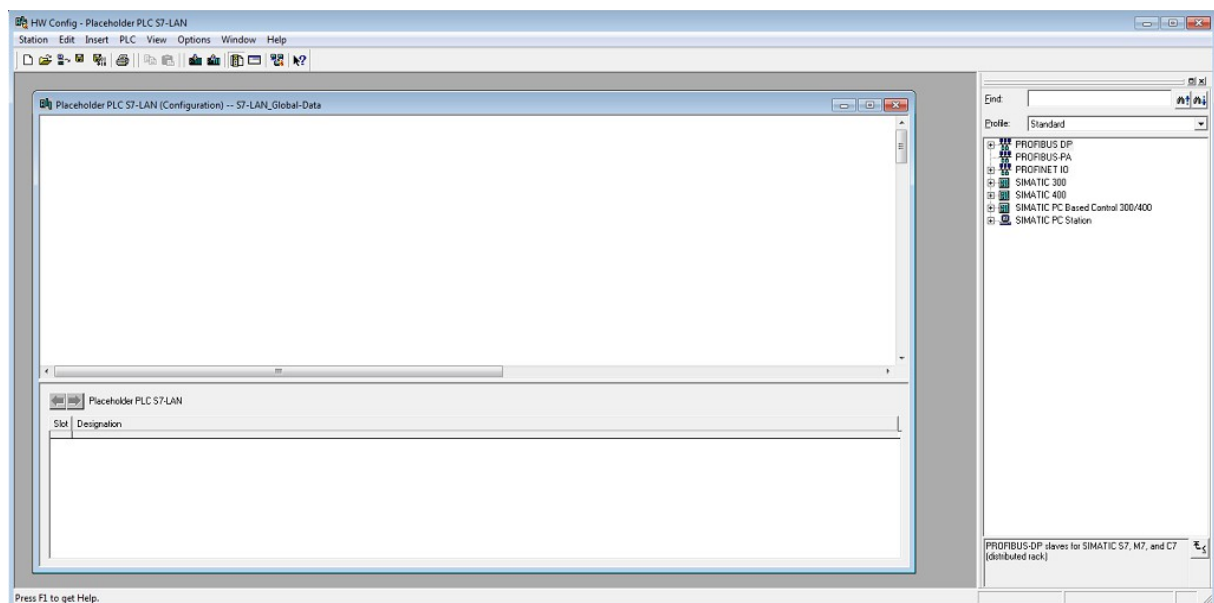 HW Config - Placeholder PLC S7-LAN
Station Edit Insert PLC View Options Window Help
Placeholder PLC S7-LAN (Configuration) -- S7-LAN_Global-Data
Placeholder PLC S7-LAN
Slot Designation
Find:
Profile: Standard
PROFIBUS DP
PROFIBUS-PA
PROFINET IO
SIMATIC 300
SIMATIC 400
SIMATIC PC Based Control 300/400
SIMATIC PC Station
PROFIBUS-DP slaves for SIMATIC S7, M7, and C7
(distributed rack)
Press F1 to get Help.